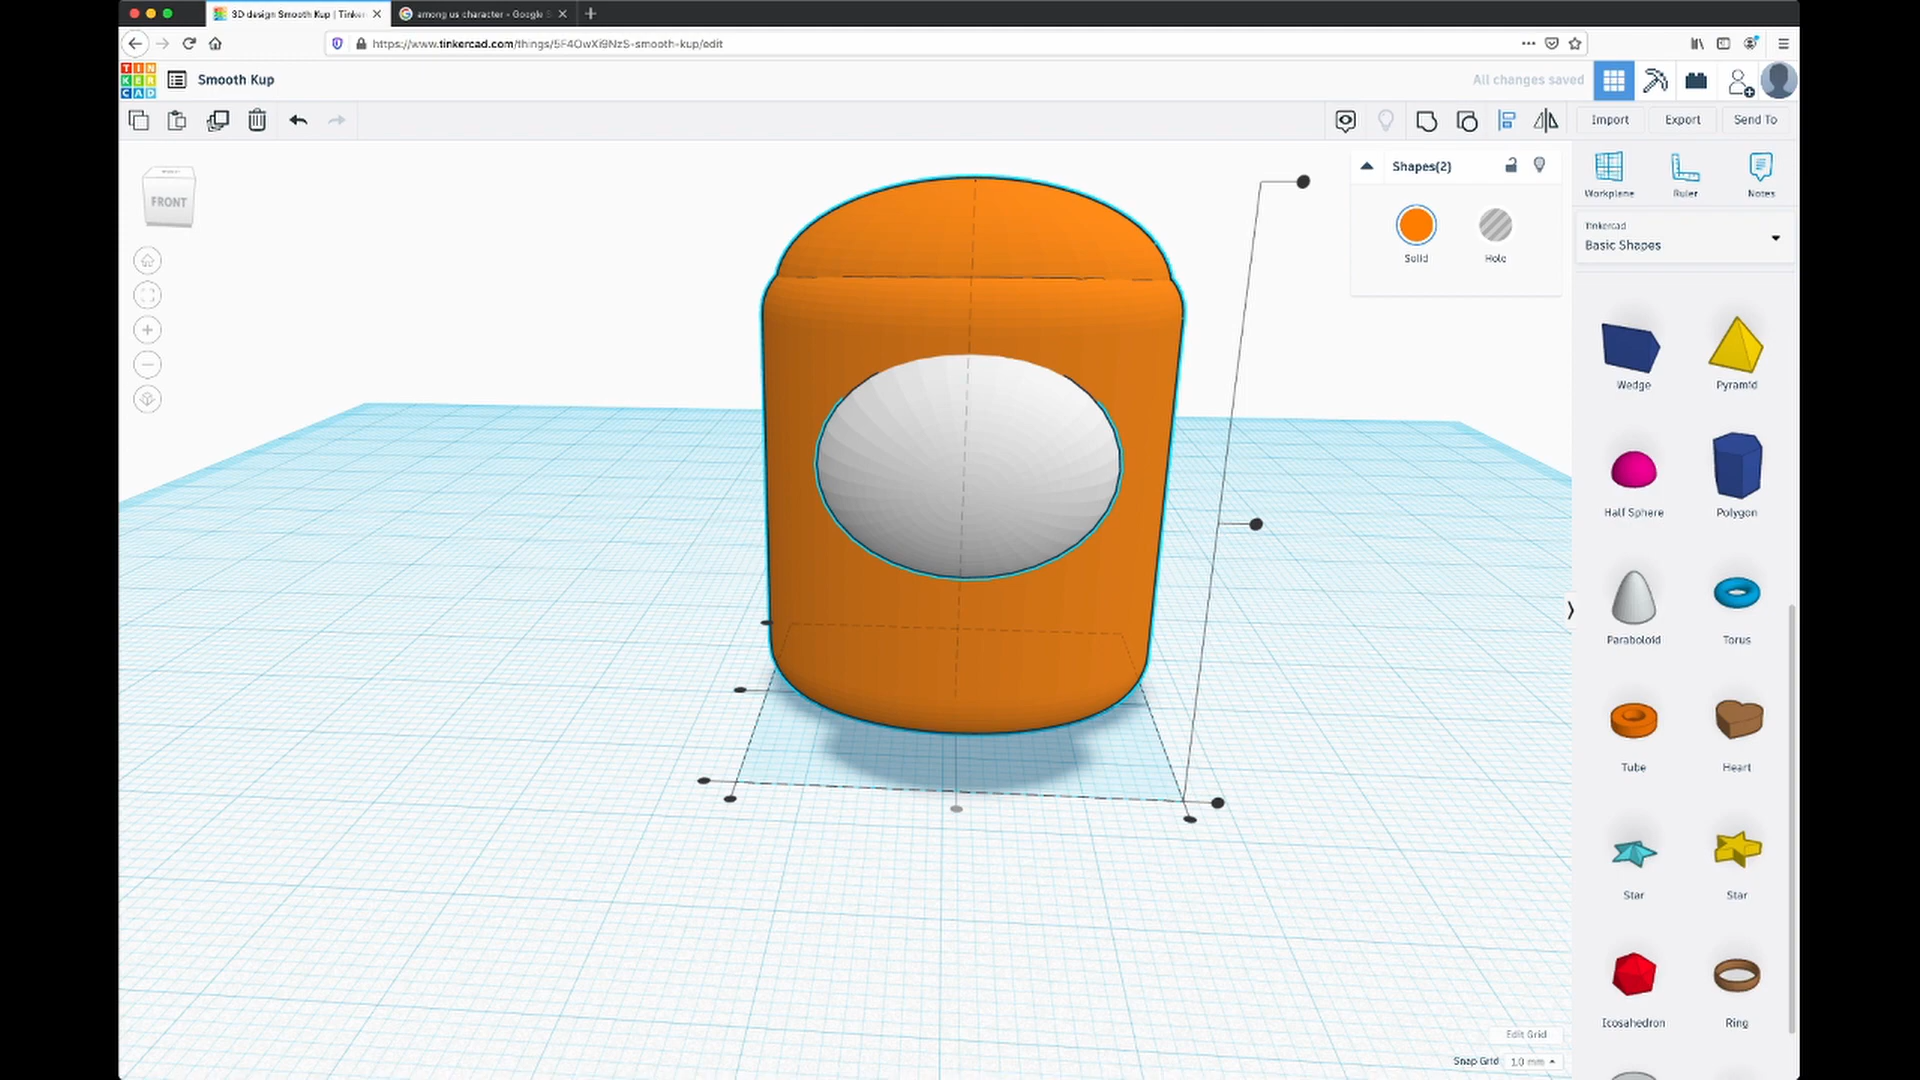 3D design Smooth Kup | Tinker
among us character - Google S
https://www.tinkercad.com/things/5F4OwXi9NzS-smooth-kup/edit
TIN
KER
CAD
Smooth Kup
All changes saved
Import
Export
Send To
FRONT
Shapes(2)
Solid
Hole
Workplane
Ruler
Notes
Tinkercad
Basic Shapes
Wedge
Pyramid
Half Sphere
Polygon
Paraboloid
Torus
Tube
Heart
Star
Star
Icosahedron
Ring
Edit Grid
Snap Grid 1.0 mm